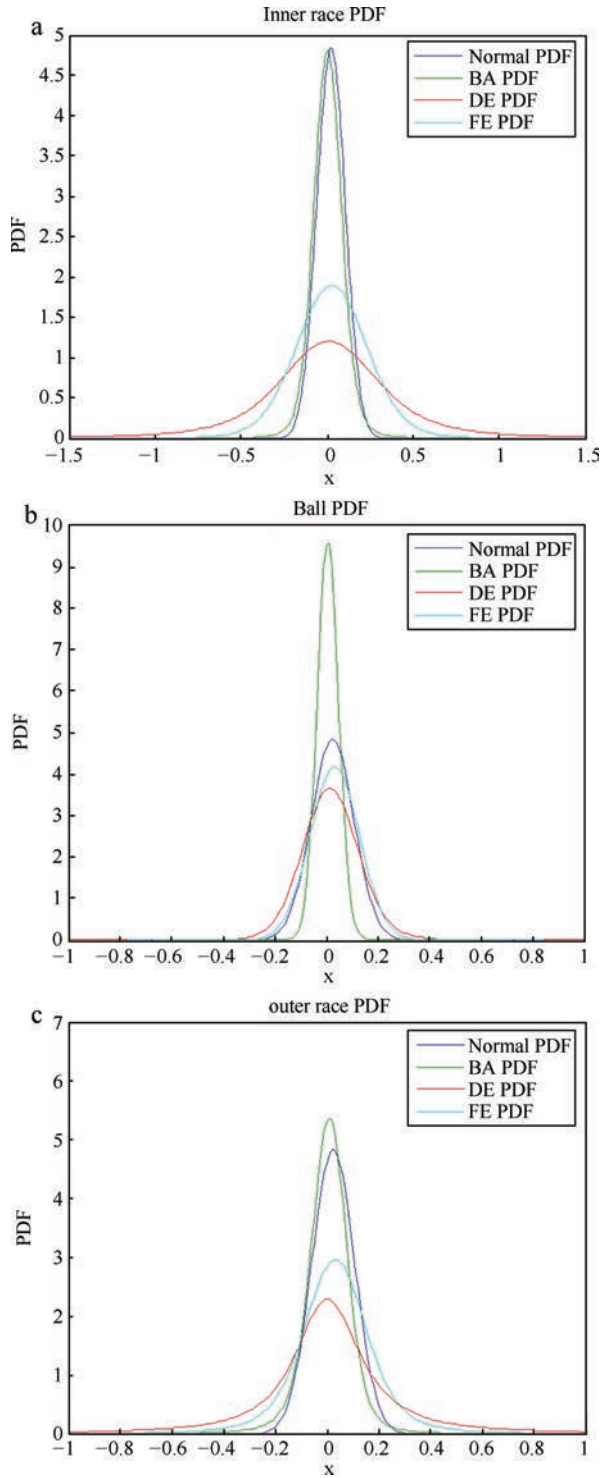 a
Inner race PDF
5
4.5
4
3.5
3
2.5
2
1.5
1
0.5
0
PDF
Normal PDF
BA PDF
DE PDF
FE PDF
−1.5 −1 −0.5 0 0.5 1 1.5
x
b
Ball PDF
10
9
8
7
6
5
4
3
2
1
0
PDF
Normal PDF
BA PDF
DE PDF
FE PDF
−1 −0.8 −0.6 −0.4 −0.2 0 0.2 0.4 0.6 0.8 1
x
c
outer race PDF
7
6
5
4
3
2
1
0
PDF
Normal PDF
BA PDF
DE PDF
FE PDF
−1 −0.8 −0.6 −0.4 −0.2 0 0.2 0.4 0.6 0.8 1
x